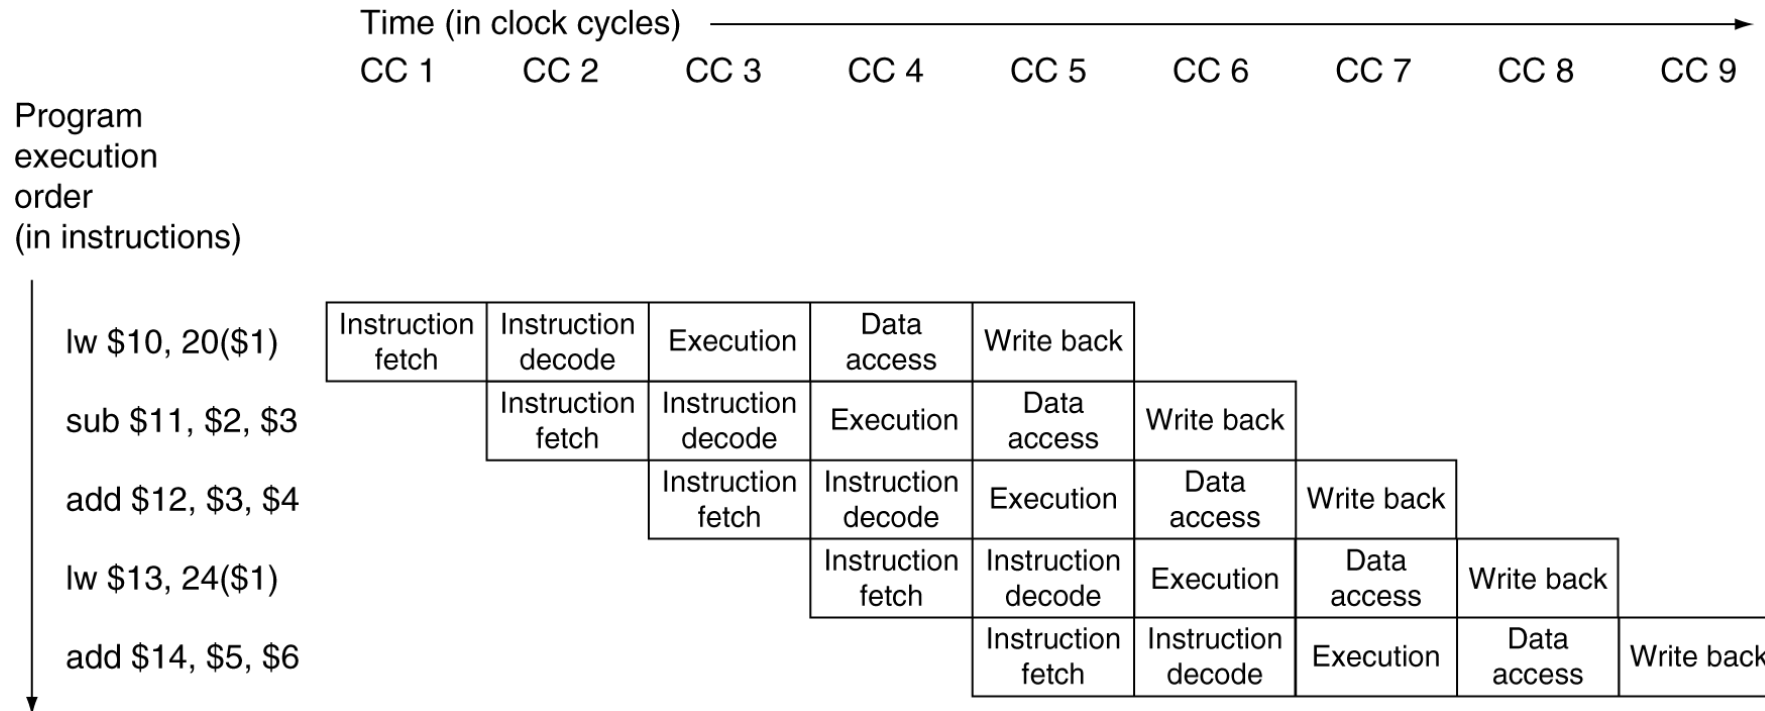 Time (in clock cycles)
CC 1 CC 2 CC 3 CC 4 CC 5 CC 6 CC 7 CC 8 CC 9
Program
execution
order
(in instructions)
lw $10, 20($1)
Instruction
fetch
Instruction
decode
Execution
Data
access
Write back
sub $11, $2, $3
Instruction
fetch
Instruction
decode
Execution
Data
access
Write back
add $12, $3, $4
Instruction
fetch
Instruction
decode
Execution
Data
access
Write back
lw $13, 24($1)
Instruction
fetch
Instruction
decode
Execution
Data
access
Write back
add $14, $5, $6
Instruction
fetch
Instruction
decode
Execution
Data
access
Write back